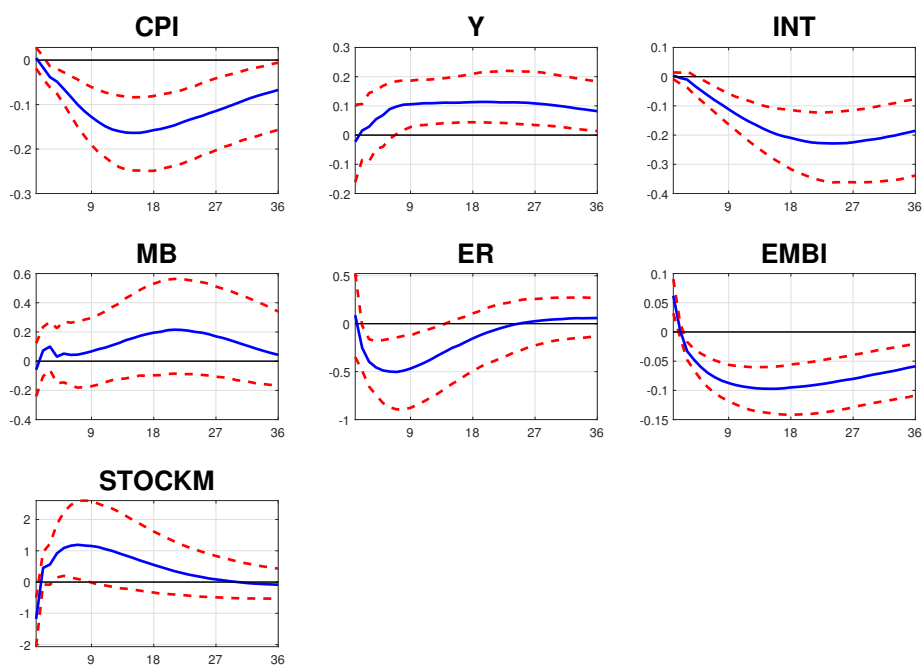 CPI Y INT
0 -0.1 -0.2 -0.3
9 18 27 36
0.3 0.2 0.1 0 -0.1 -0.2
9 18 27 36
0.1 0 -0.1 -0.2 -0.3 -0.4
9 18 27 36
MB ER EMBI
0.6 0.4 0.2 0 -0.2 -0.4
9 18 27 36
0.5 0 -0.5 -1
9 18 27 36
0.1 0.05 0 -0.05 -0.1 -0.15
9 18 27 36
STOCKM
2 1 0 -1 -2
9 18 27 36